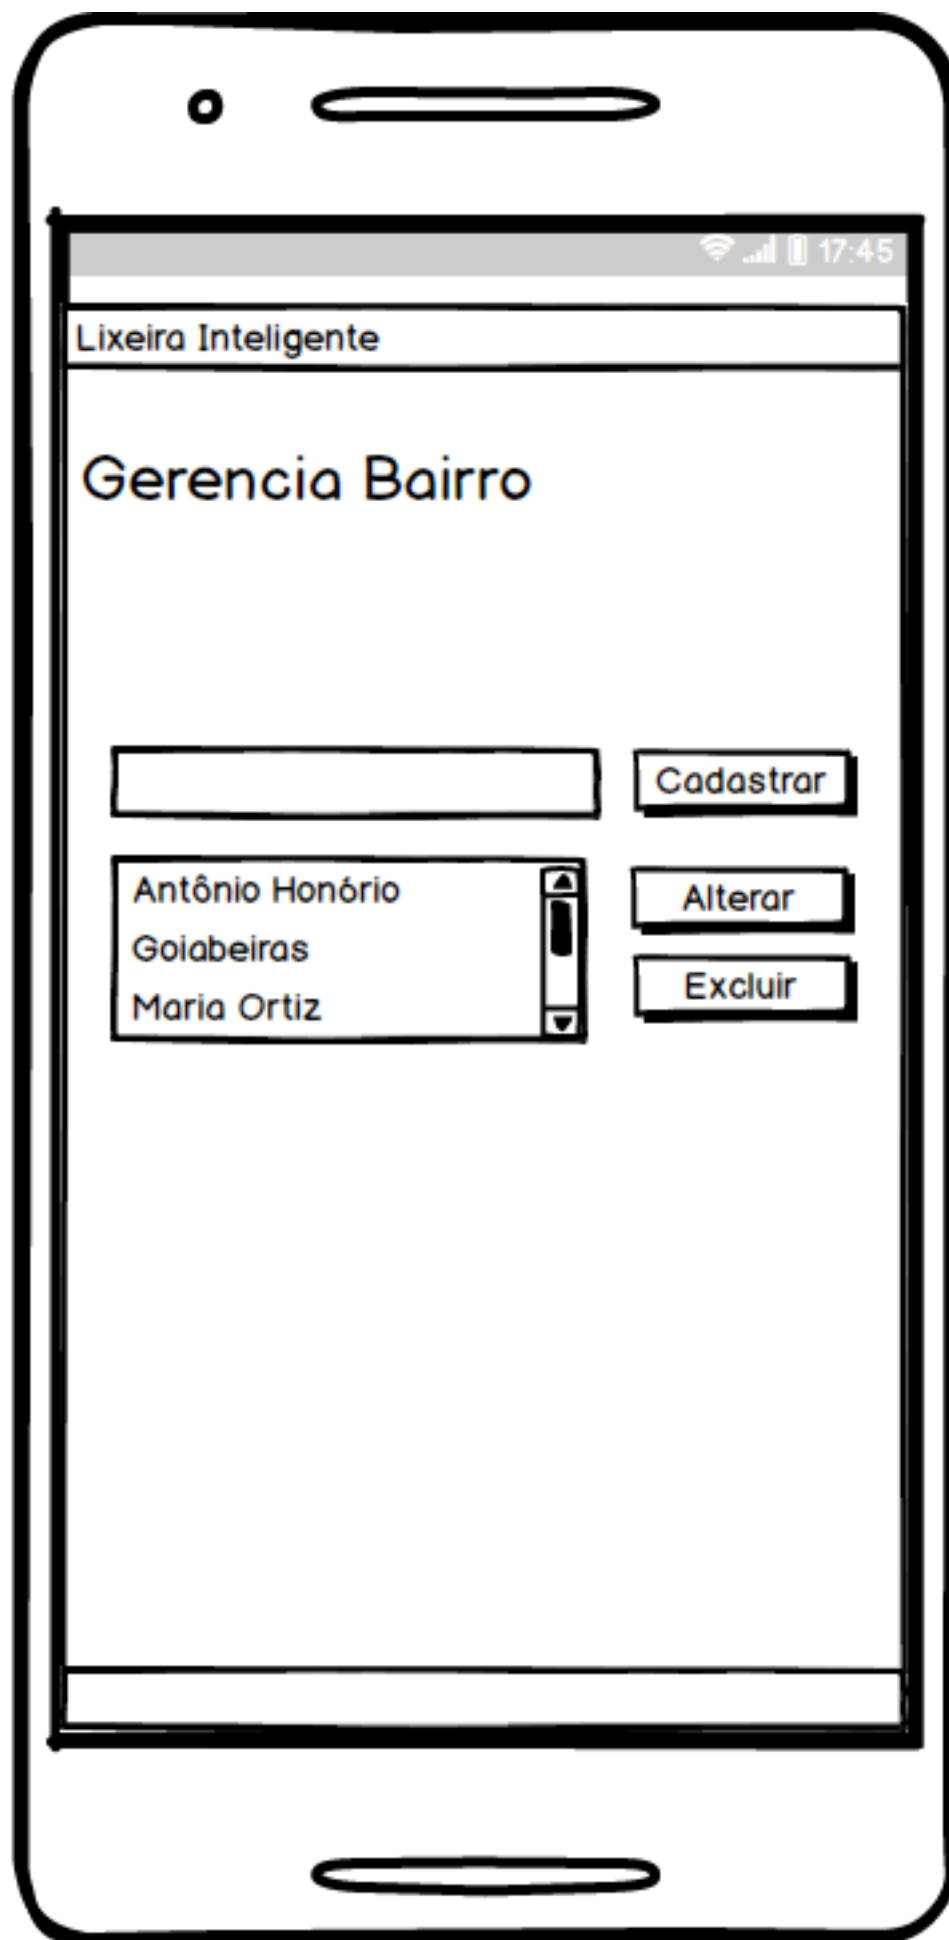 17:45
Lixeira Inteligente
Gerencia Bairro
Cadastrar
Antônio Honório
Alterar
Goiabeiras
Excluir
Maria Ortiz